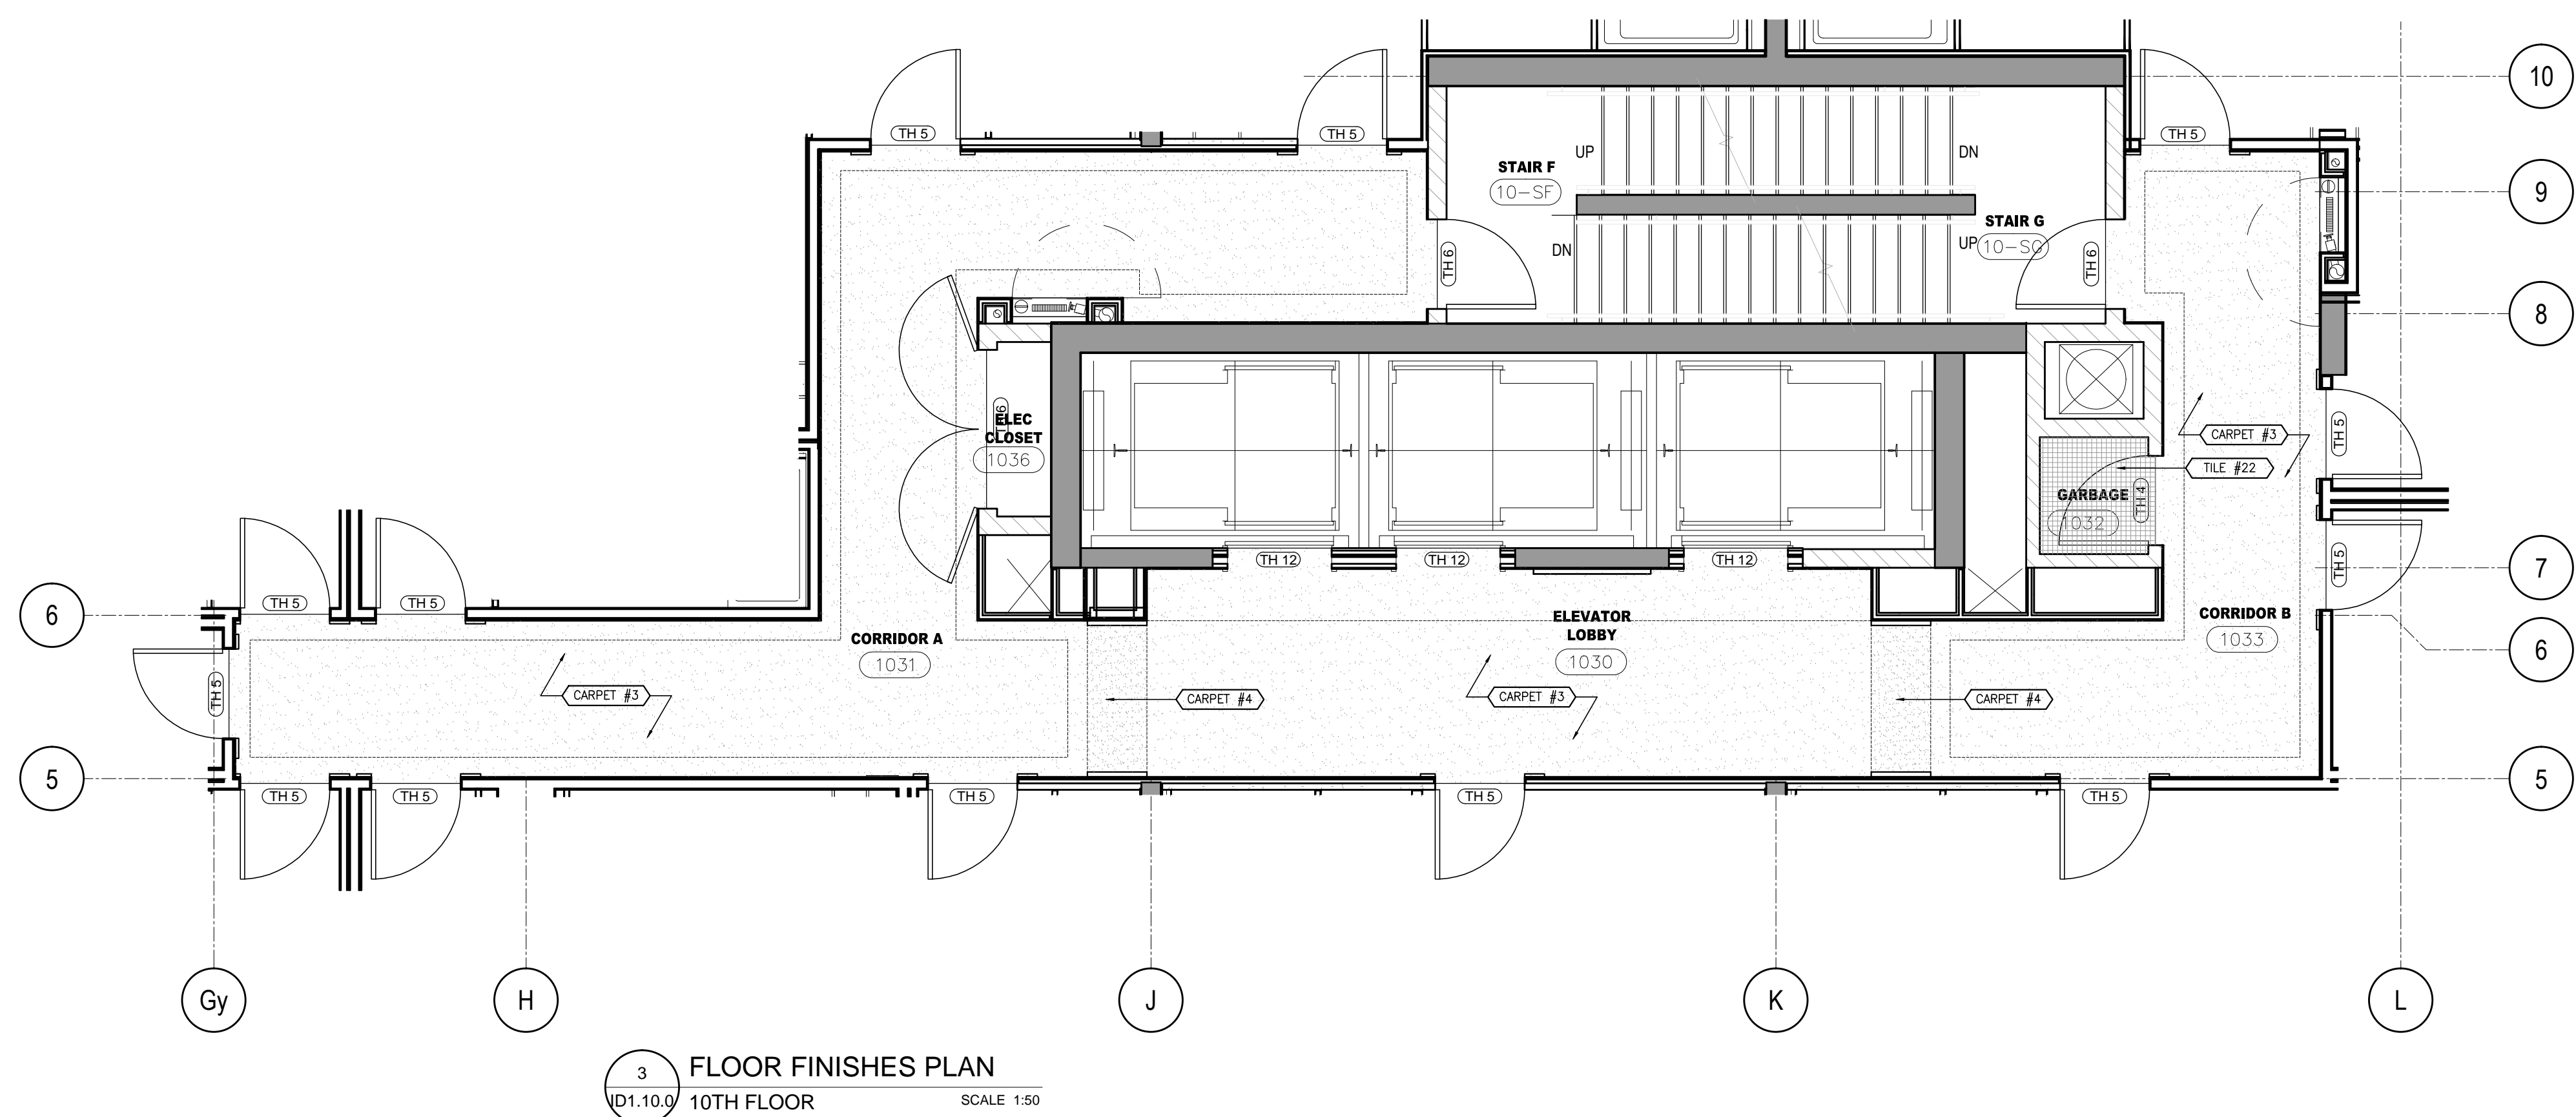 10
TH 5
TH 5
TH 5
UP
DN
STAIR F
10-SF
9
STAIR G
10-SG
UP
DN
TH 6
TH 6
8
ELEC
CLOSET
1036
CARPET #3
TH 5
TILE #22
GARBAGE
TH 4
1032
TH 12
TH 12
TH 12
TH 5
7
6
TH 5
TH 5
CORRIDOR A
1031
ELEVATOR
LOBBY
1030
CORRIDOR B
1033
6
TH 5
CARPET #3
CARPET #4
CARPET #3
CARPET #4
5
5
TH 5
TH 5
TH 5
TH 5
TH 5
Gy
H
J
K
L
3
FLOOR FINISHES PLAN
ID1.10.0
10TH FLOOR
SCALE 1:50